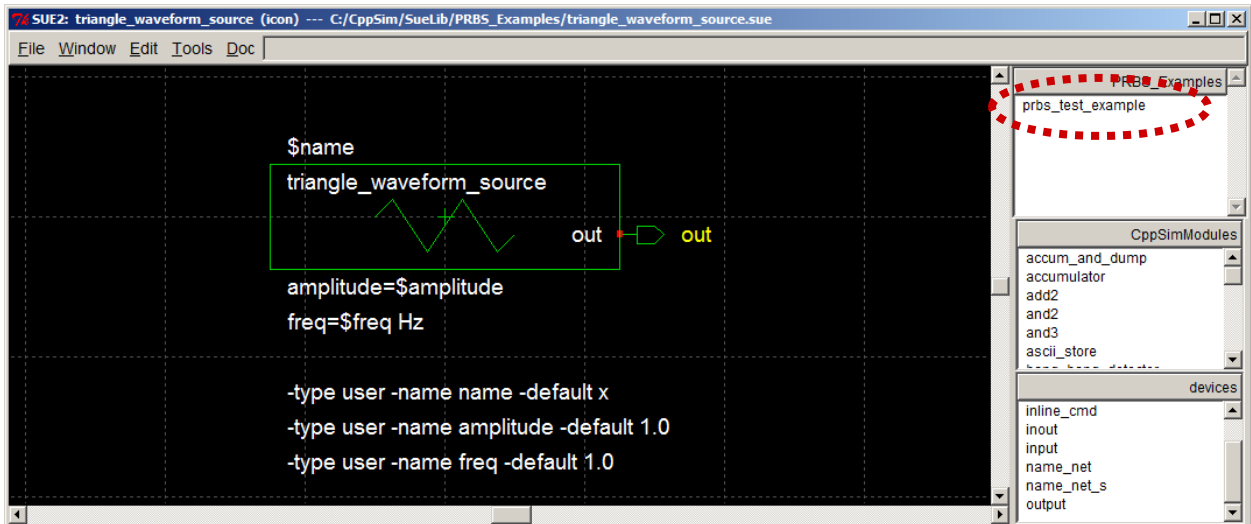 SUE2: triangle_waveform_source (icon) --- C:/CppSim/SueLib/PRBS_Examples/triangle_waveform_source.sue
File Window Edit Tools Doc
$name
triangle_waveform_source
out out
amplitude=$amplitude
freq=$freq Hz
-type user -name name -default x
-type user -name amplitude -default 1.0
-type user -name freq -default 1.0
PRBS_Examples
prbs_test_example
CppSimModules
accum_and_dump
accumulator
add2
and2
and3
ascii_store
devices
inline_cmd
inout
input
name_net
name_net_s
output